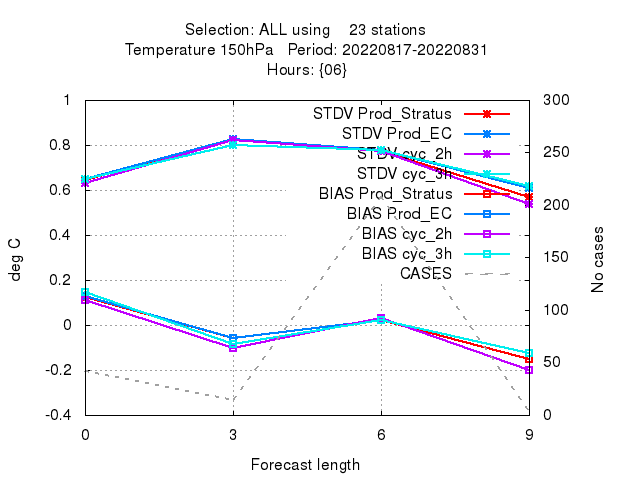 Selection: ALL using    23 stations
Temperature 150hPa   Period: 20220817-20220831
Hours: {06}
1
0.8
0.6
0.4
0.2
0
-0.2
-0.4
deg C
300
250
200
150
100
50
0
No cases
STDV Prod_Stratus
STDV Prod_EC
STDV cyc_2h
STDV cyc_3h
BIAS Prod_Stratus
BIAS Prod_EC
BIAS cyc_2h
BIAS cyc_3h
CASES
0 3 6 9
Forecast length